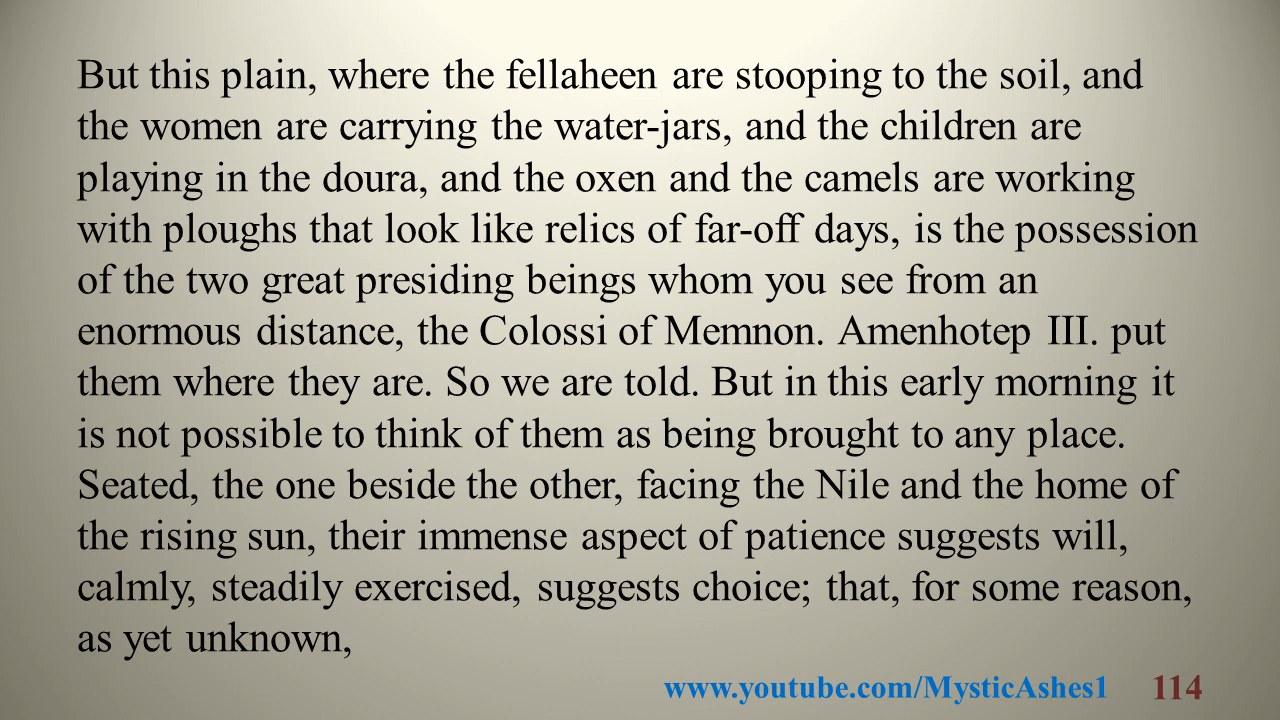 But this plain, where the fellaheen are stooping to the soil, and
the women are carrying the water-jars, and the children are
playing in the doura, and the oxen and the camels are working
with ploughs that look like relics of far-off days, is the possession
of the two great presiding beings whom you see from an
enormous distance, the Colossi of Memnon. Amenhotep III. put
them where they are. So we are told. But in this early morning it
is not possible to think of them as being brought to any place.
Seated, the one beside the other, facing the Nile and the home of
the rising sun, their immense aspect of patience suggests will,
calmly, steadily exercised, suggests choice; that, for some reason,
as yet unknown,
www.youtube.com/MysticAshes1 114